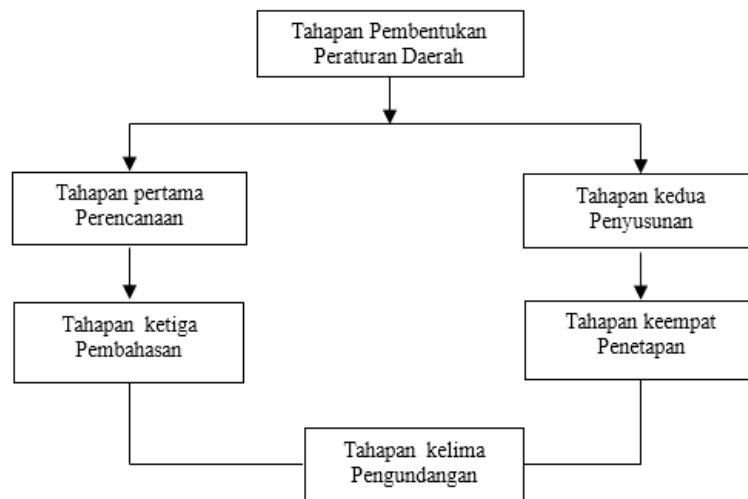 Tahapan Pembentukan
Peraturan Daerah
Tahapan pertama
Perencanaan
Tahapan kedua
Penyusunan
Tahapan ketiga
Pembahasan
Tahapan keempat
Penetapan
Tahapan kelima
Pengundangan